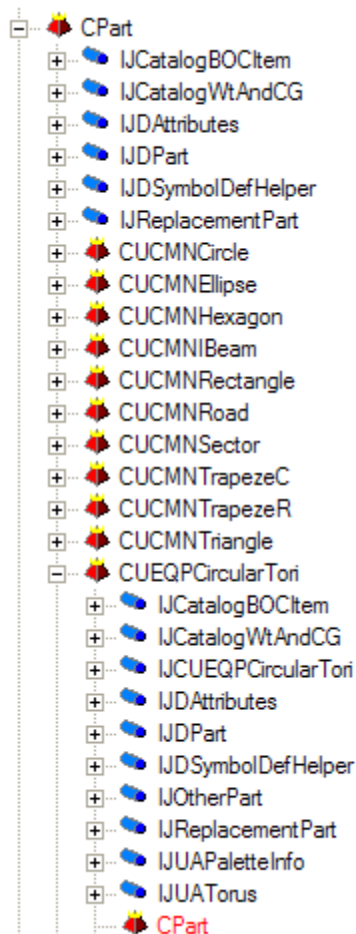 CPart
IJCatalogBOCItem
IJCatalogWtAndCG
IJDAttributes
IJDPart
IJDSymbolDefHelper
IJReplacementPart
CUCMNCircle
CUCMNEllipse
CUCMNHexagon
CUCMNIBeam
CUCMNRectangle
CUCMNRoad
CUCMNSector
CUCMNTrapezeC
CUCMNTrapezeR
CUCMNTriangle
CUEQPCircularTori
IJCatalogBOCItem
IJCatalogWtAndCG
IJCUEQPCircularTori
IJDAttributes
IJDPart
IJDSymbolDefHelper
IJOtherPart
IJReplacementPart
IJUAPaletteInfo
IJUATorus
CPart